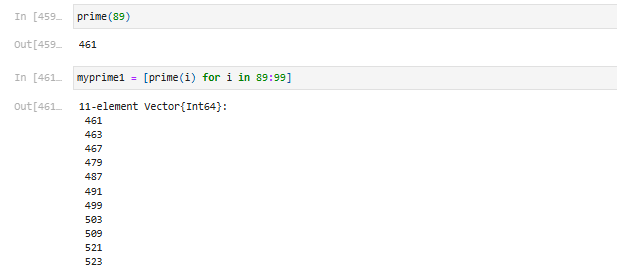 In [459…
prime(89)
Out[459…
461
In [461…
myprime1 = [prime(i) for i in 89:99]
Out[461…
11-element Vector{Int64}:
461
463
467
479
487
491
499
503
509
521
523